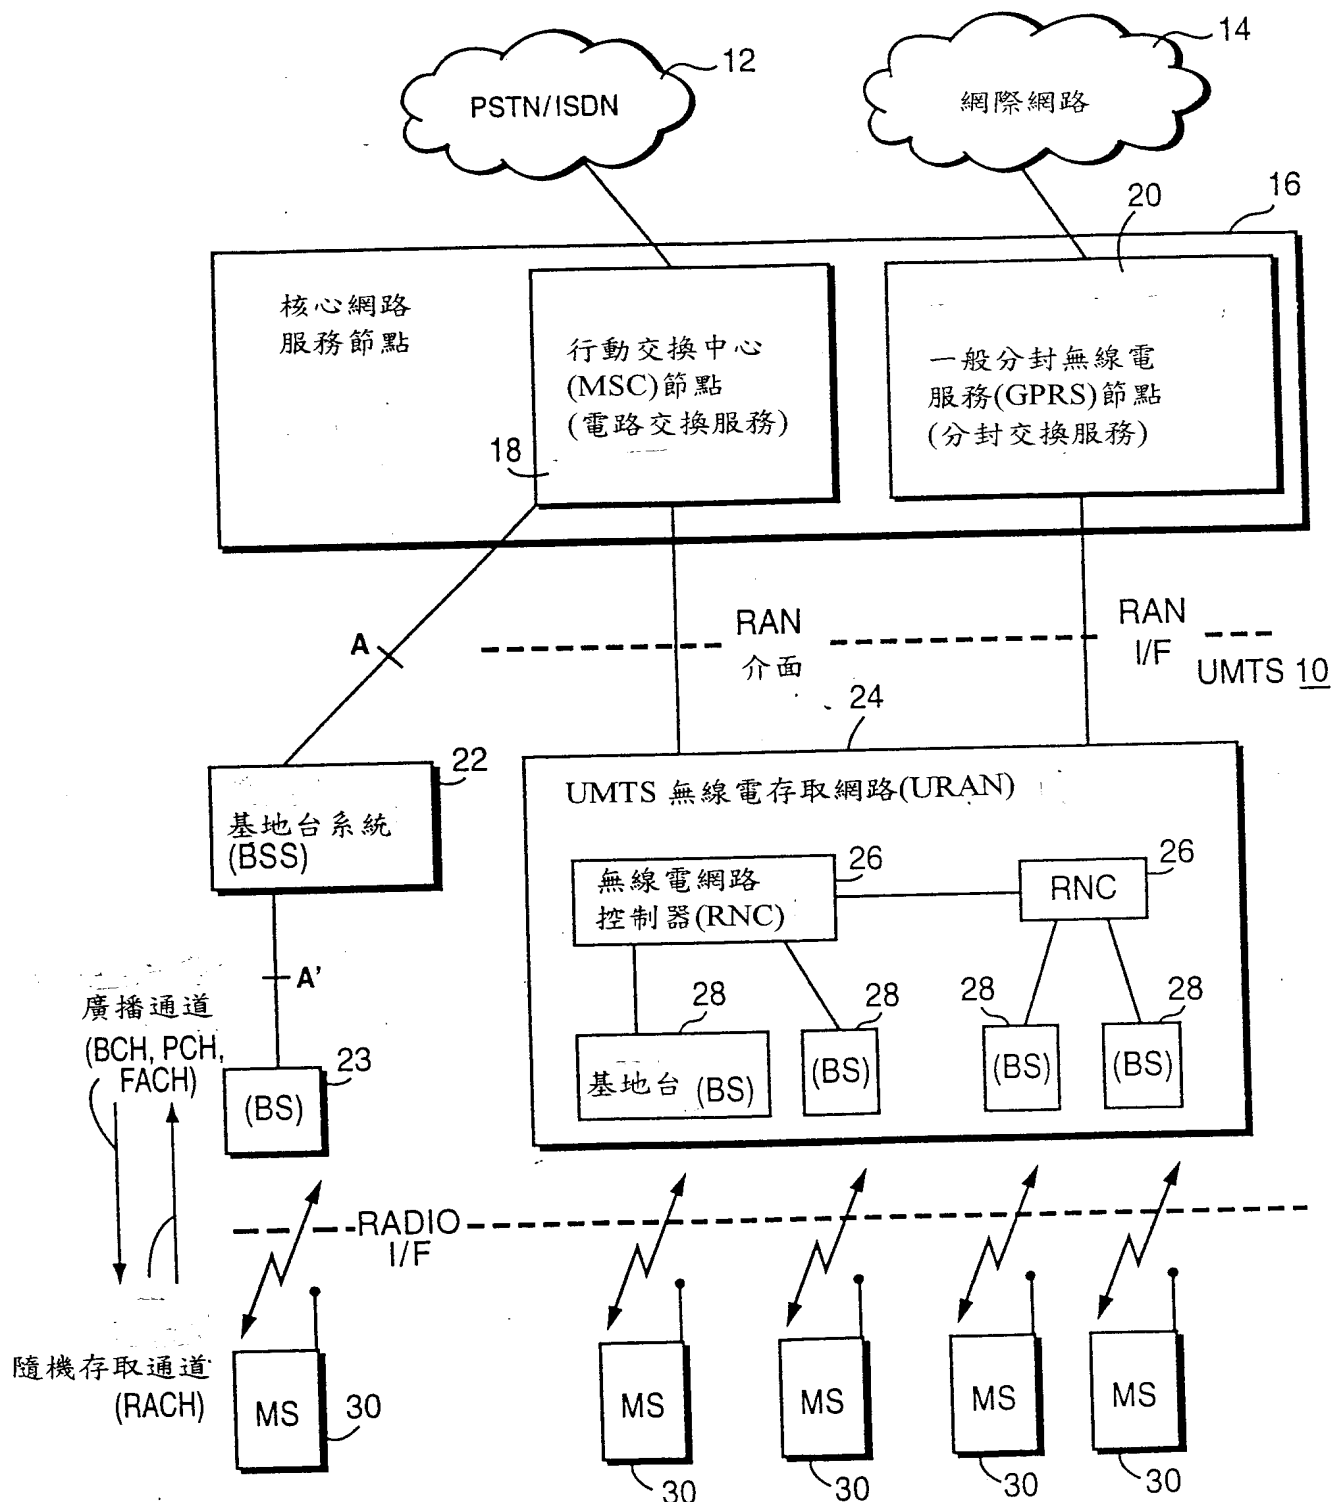 12
14
PSTN/ISDN
網際網路
20
16
核心網路
服務節點
行動交換中心
(MSC)節點
(電路交換服務)
一般分封無線電
服務(GPRS)節點
(分封交換服務)
18
A
RAN
介面
RAN
I/F
UMTS 10
24
22
UMTS 無線電存取網路(URAN)
基地台系統
(BSS)
26
26
無線電網路
控制器(RNC)
RNC
A'
廣播通道
(BCH, PCH,
FACH)
23
(BS)
28
28
28
28
基地台 (BS)
(BS)
(BS)
(BS)
RADIO
I/F
隨機存取通道
(RACH)
MS
30
MS
MS
MS
MS
30
30
30
30